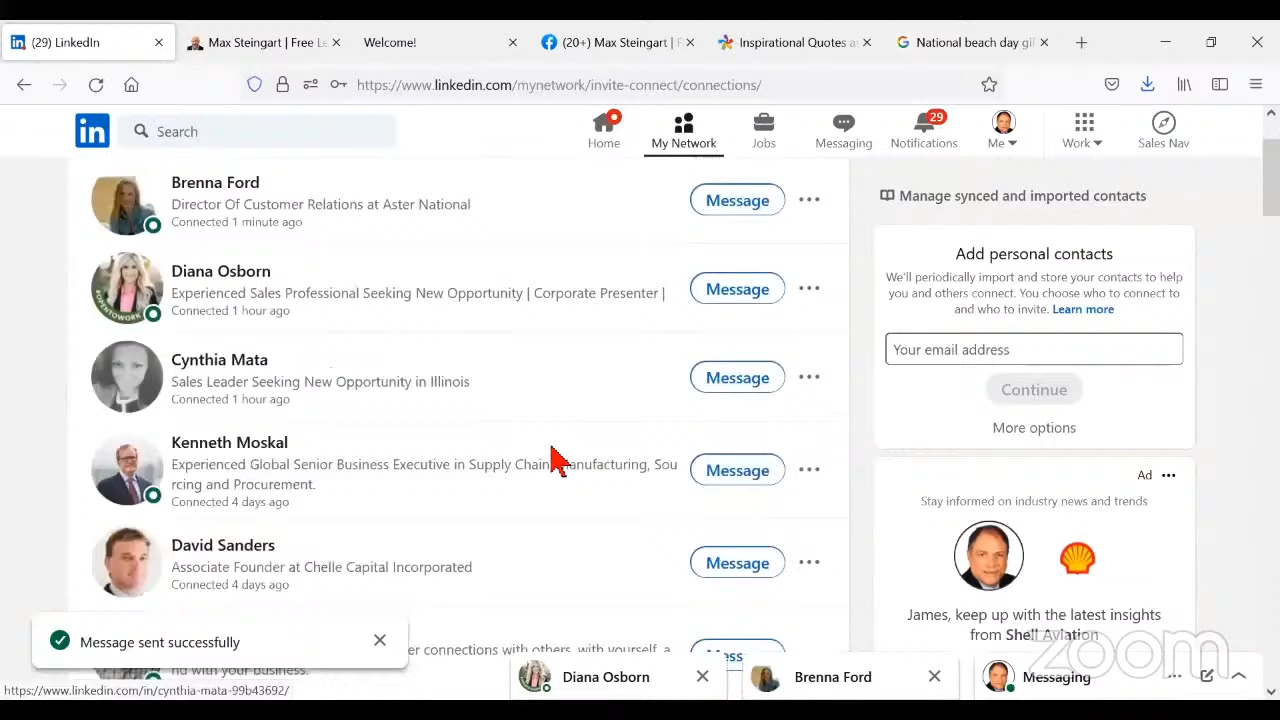 (29) LinkedIn
Max Steingart | Free Le
Welcome!
(20+) Max Steingart | F
Inspirational Quotes a
National beach day gif
https://www.linkedin.com/mynetwork/invite-connect/connections/
in
Search
Home
My Network
Jobs
Messaging
29
Notifications
Me
Work
Sales Nav
Brenna Ford
Director Of Customer Relations at Aster National
Connected 1 minute ago
Message
Diana Osborn
Experienced Sales Professional Seeking New Opportunity | Corporate Presenter |
Connected 1 hour ago
Message
Cynthia Mata
Sales Leader Seeking New Opportunity in Illinois
Connected 1 hour ago
Message
Kenneth Moskal
Experienced Global Senior Business Executive in Supply Chain, Manufacturing, Sou
rcing and Procurement.
Connected 4 days ago
Message
David Sanders
Associate Founder at Chelle Capital Incorporated
Connected 4 days ago
Message
er connections with others, with yourself, a
nd with your business.
Manage synced and imported contacts
Add personal contacts
We'll periodically import and store your contacts to help
you and others connect. You choose who to connect to
and who to invite. Learn more
Your email address
Continue
More options
Ad
Stay informed on industry news and trends
James, keep up with the latest insights
from Shell Aviation
zoom
Message sent successfully
Diana Osborn
Brenna Ford
Messaging
https://www.linkedin.com/in/cynthia-mata-99b43692/